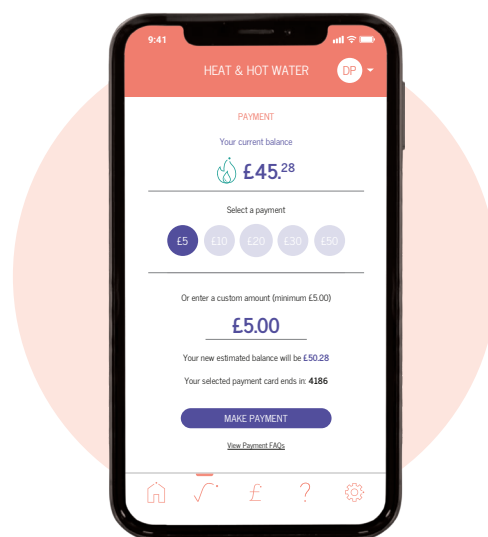 9:41
HEAT & HOT WATER
DP
PAYMENT
Your current balance
£45.28
Select a payment
£5 £10 £20 £30 £50
Or enter a custom amount (minimum £5.00)
£5.00
Your new estimated balance will be £50.28
Your selected payment card ends in: 4186
MAKE PAYMENT
View Payment FAQs
£ ?